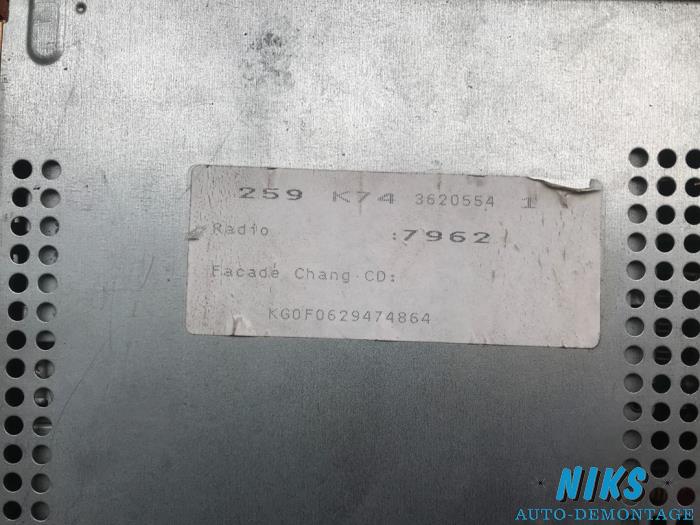 259 K74 3620554 1
Radio :7962
Facade Chang.CD:
KG0F0629474864
NIKS
AUTO-DEMONTAGE